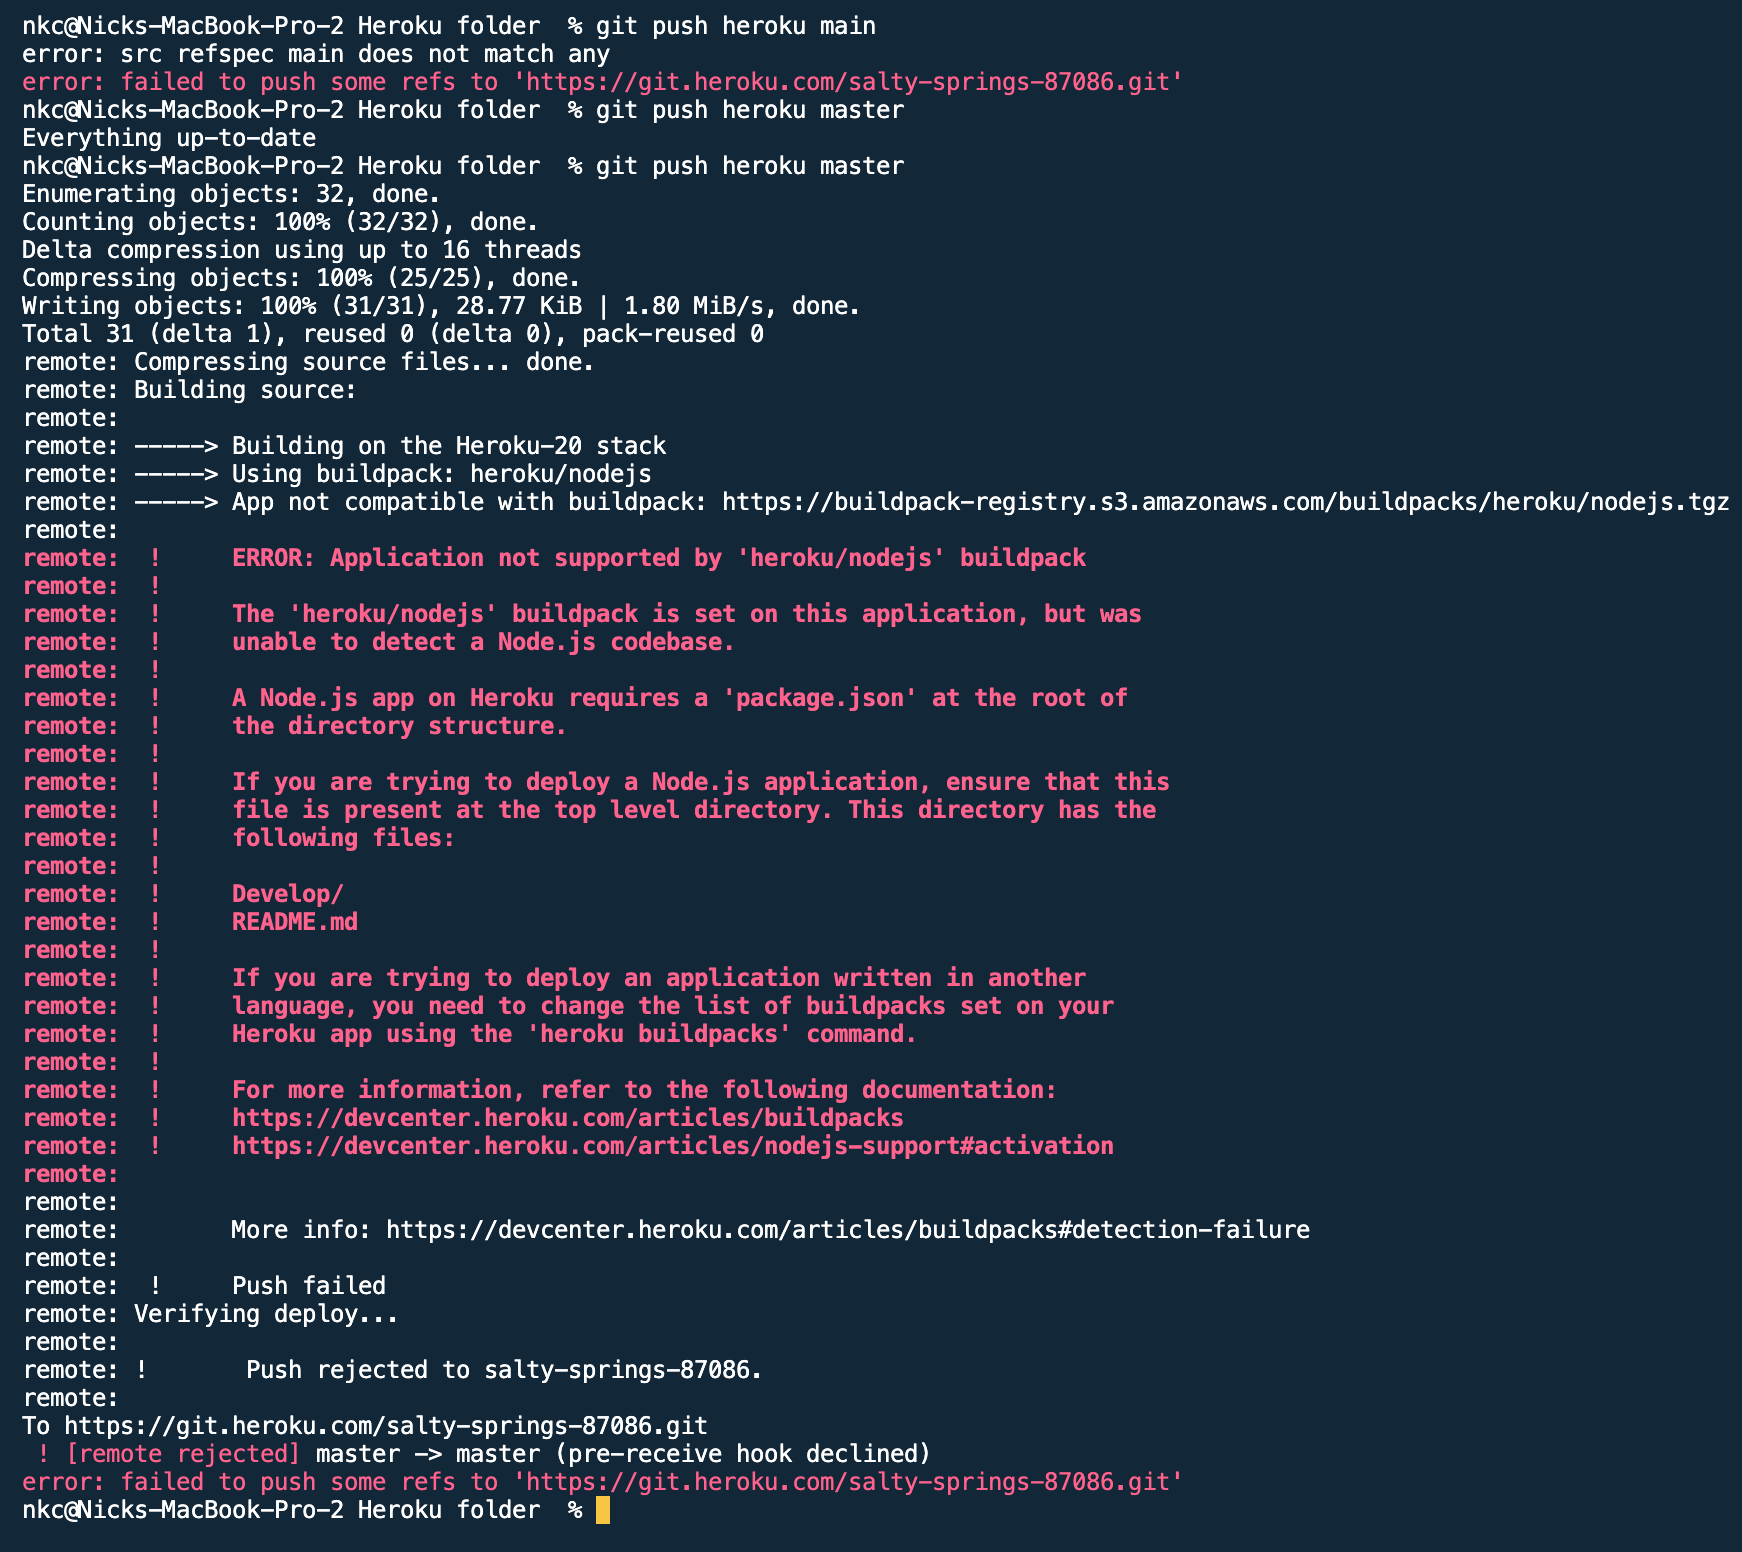 nkc@Nicks-MacBook-Pro-2 Heroku folder  % git push heroku main
error: src refspec main does not match any
error: failed to push some refs to 'https://git.heroku.com/salty-springs-87086.git'
nkc@Nicks-MacBook-Pro-2 Heroku folder  % git push heroku master
Everything up-to-date
nkc@Nicks-MacBook-Pro-2 Heroku folder  % git push heroku master
Enumerating objects: 32, done.
Counting objects: 100% (32/32), done.
Delta compression using up to 16 threads
Compressing objects: 100% (25/25), done.
Writing objects: 100% (31/31), 28.77 KiB | 1.80 MiB/s, done.
Total 31 (delta 1), reused 0 (delta 0), pack-reused 0
remote: Compressing source files... done.
remote: Building source:
remote:
remote: -----> Building on the Heroku-20 stack
remote: -----> Using buildpack: heroku/nodejs
remote: -----> App not compatible with buildpack: https://buildpack-registry.s3.amazonaws.com/buildpacks/heroku/nodejs.tgz
remote:
remote:  !     ERROR: Application not supported by 'heroku/nodejs' buildpack
remote:  !
remote:  !     The 'heroku/nodejs' buildpack is set on this application, but was
remote:  !     unable to detect a Node.js codebase.
remote:  !
remote:  !     A Node.js app on Heroku requires a 'package.json' at the root of
remote:  !     the directory structure.
remote:  !
remote:  !     If you are trying to deploy a Node.js application, ensure that this
remote:  !     file is present at the top level directory. This directory has the
remote:  !     following files:
remote:  !
remote:  !     Develop/
remote:  !     README.md
remote:  !
remote:  !     If you are trying to deploy an application written in another
remote:  !     language, you need to change the list of buildpacks set on your
remote:  !     Heroku app using the 'heroku buildpacks' command.
remote:  !
remote:  !     For more information, refer to the following documentation:
remote:  !     https://devcenter.heroku.com/articles/buildpacks
remote:  !     https://devcenter.heroku.com/articles/nodejs-support#activation
remote:
remote:
remote:        More info: https://devcenter.heroku.com/articles/buildpacks#detection-failure
remote:
remote:  !     Push failed
remote: Verifying deploy...
remote:
remote: !       Push rejected to salty-springs-87086.
remote:
To https://git.heroku.com/salty-springs-87086.git
 ! [remote rejected] master -> master (pre-receive hook declined)
error: failed to push some refs to 'https://git.heroku.com/salty-springs-87086.git'
nkc@Nicks-MacBook-Pro-2 Heroku folder  %